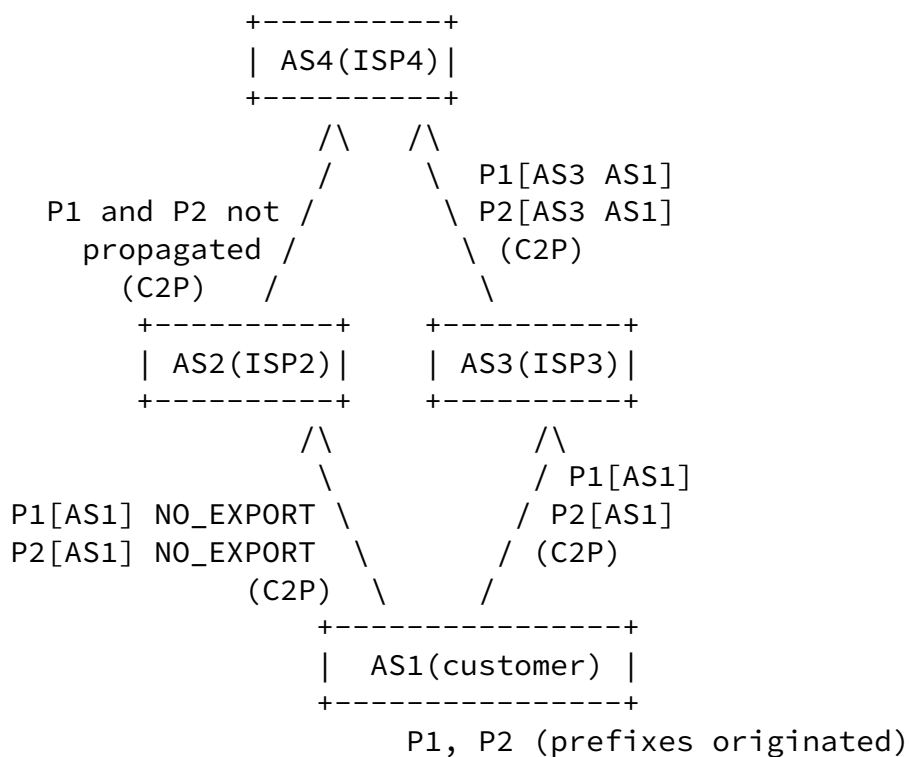 AS4(ISP4)
P1[AS3 AS1]
P1 and P2 not P2[AS3 AS1]
propagated (C2P)
(C2P)
AS2(ISP2) AS3(ISP3)
P1[AS1]
P1[AS1] NO_EXPORT P2[AS1]
P2[AS1] NO_EXPORT (C2P)
(C2P)
AS1(customer)
P1, P2 (prefixes originated)